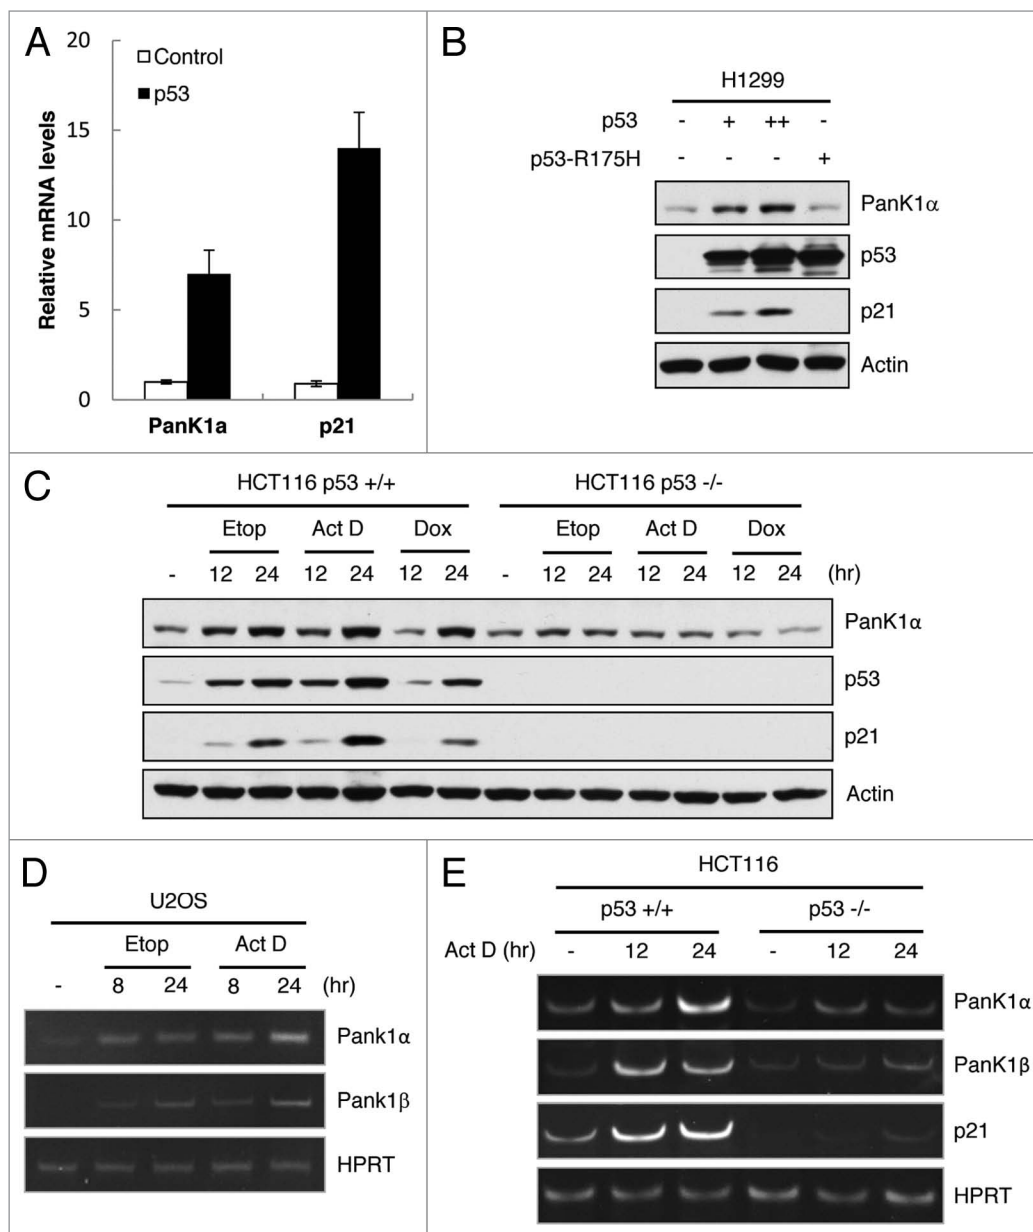 A
20
15
10
5
0
Relative mRNA levels
Control
p53
PanK1a p21
B
H1299
p53 - + ++ -
p53-R175H - - - +
PanK1α
p53
p21
Actin
C
HCT116 p53 +/+ HCT116 p53 -/-
Etop Act D Dox Etop Act D Dox
- 12 24 12 24 12 24 - 12 24 12 24 12 24 (hr)
PanK1α
p53
p21
Actin
D
U2OS
Etop Act D
- 8 24 8 24 (hr)
Pank1α
Pank1β
HPRT
E
HCT116
p53 +/+ p53 -/-
Act D (hr) - 12 24 - 12 24
PanK1α
PanK1β
p21
HPRT